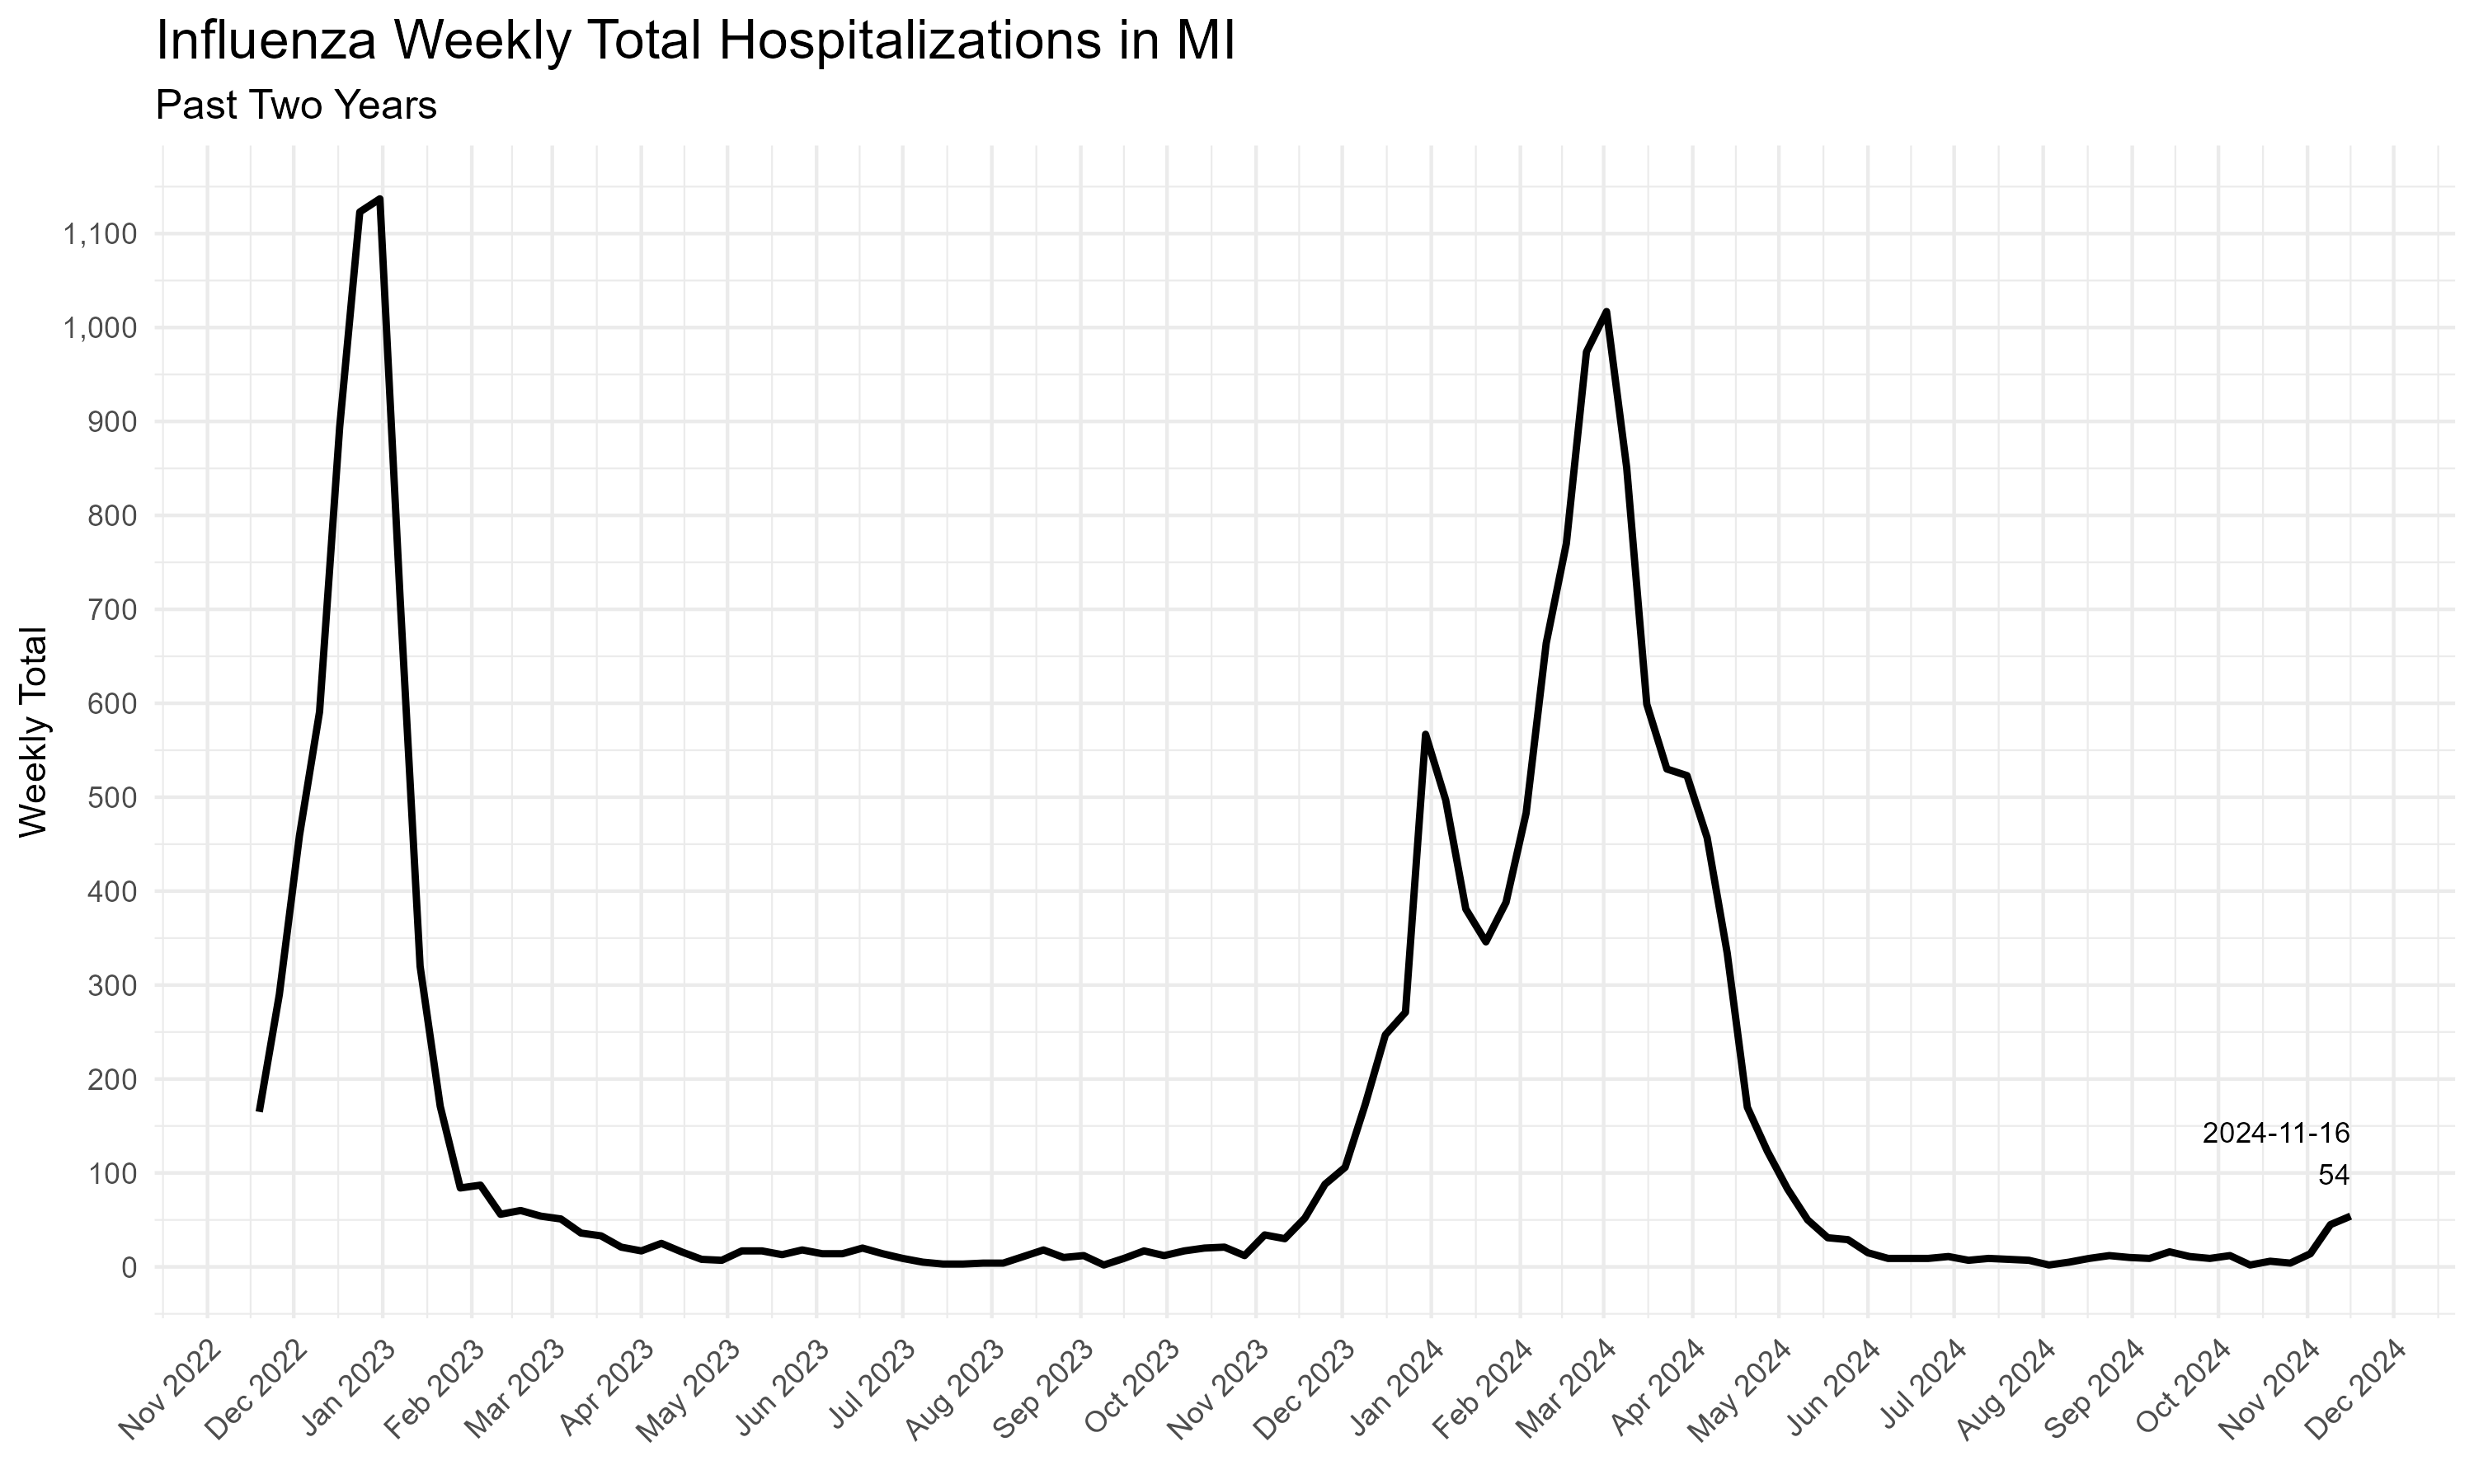 Influenza Weekly Total Hospitalizations in MI
Past Two Years
Weekly Total
1,100
1,000
900
800
700
600
500
400
300
200
100
0
2024-11-16
54
Nov 2022
Dec 2022
Jan 2023
Feb 2023
Mar 2023
Apr 2023
May 2023
Jun 2023
Jul 2023
Aug 2023
Sep 2023
Oct 2023
Nov 2023
Dec 2023
Jan 2024
Feb 2024
Mar 2024
Apr 2024
May 2024
Jun 2024
Jul 2024
Aug 2024
Sep 2024
Oct 2024
Nov 2024
Dec 2024